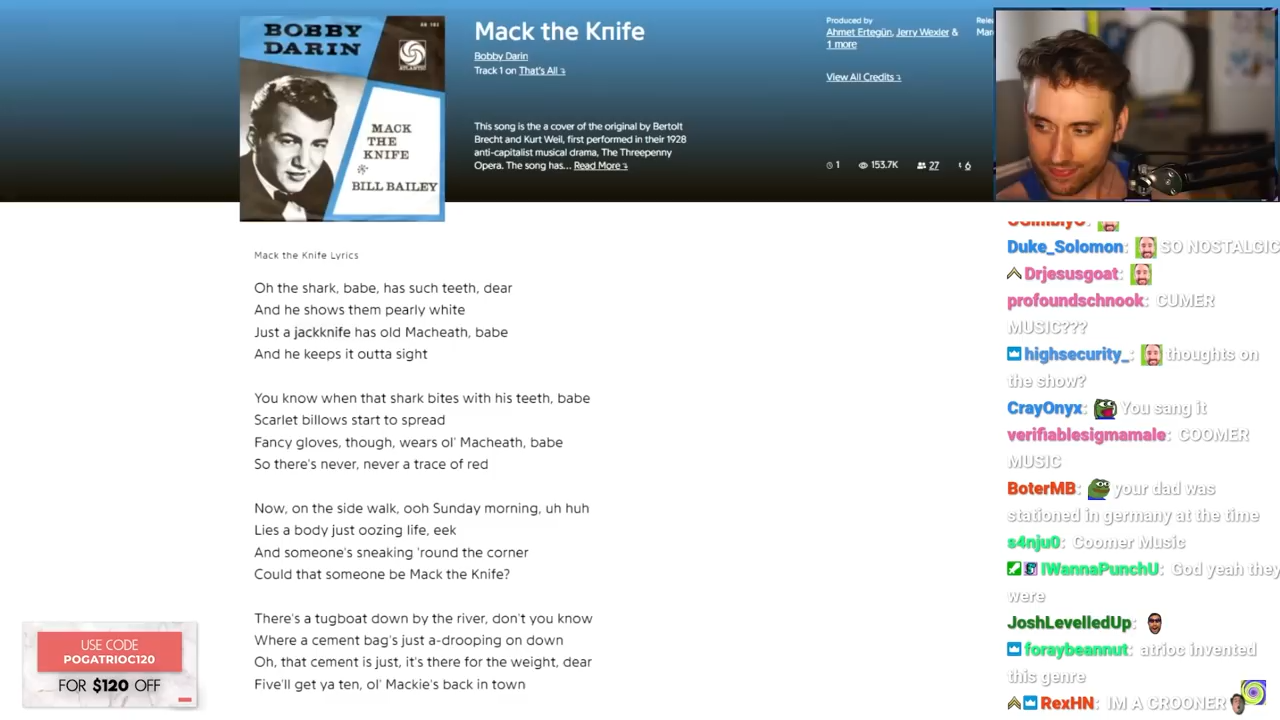 BOBBY
DARIN
ATLANTIC
MACK
THE
KNIFE
BILL BAILEY
Mack the Knife
Bobby Darin
Track 1 on That's All
This song is the a cover of the original by Bertolt
Brecht and Kurt Weil, first performed in their 1928
anti-capitalist musical drama, The Threepenny
Opera. The song has... Read More
Produced by
Ahmet Ertegün, Jerry Wexler &
1 more
View All Credits
1 153.7K 27 6
Mack the Knife Lyrics
Oh the shark, babe, has such teeth, dear
And he shows them pearly white
Just a jackknife has old Macheath, babe
And he keeps it outta sight
You know when that shark bites with his teeth, babe
Scarlet billows start to spread
Fancy gloves, though, wears ol' Macheath, babe
So there's never, never a trace of red
Now, on the side walk, ooh Sunday morning, uh huh
Lies a body just oozing life, eek
And someone's sneaking 'round the corner
Could that someone be Mack the Knife?
There's a tugboat down by the river, don't you know
Where a cement bag's just a-drooping on down
Oh, that cement is just, it's there for the weight, dear
Five'll get ya ten, ol' Mackie's back in town
USE CODE
POGATRIOC120
FOR $120 OFF
Duke_Solomon: SO NOSTALGIC
Drjesusgoat:
profoundschnook: CUMER
MUSIC???
highsecurity_: thoughts on
the show?
CrayOnyx: You sang it
verifiablesigmamale: COOMER
MUSIC
BoterMB: your dad was
stationed in germany at the time
s4nju0: Coomer Music
IWannaPunchU: God yeah they
were
JoshLevelledUp:
foraybeannut: atrioc invented
this genre
RexHN: IM A CROONER